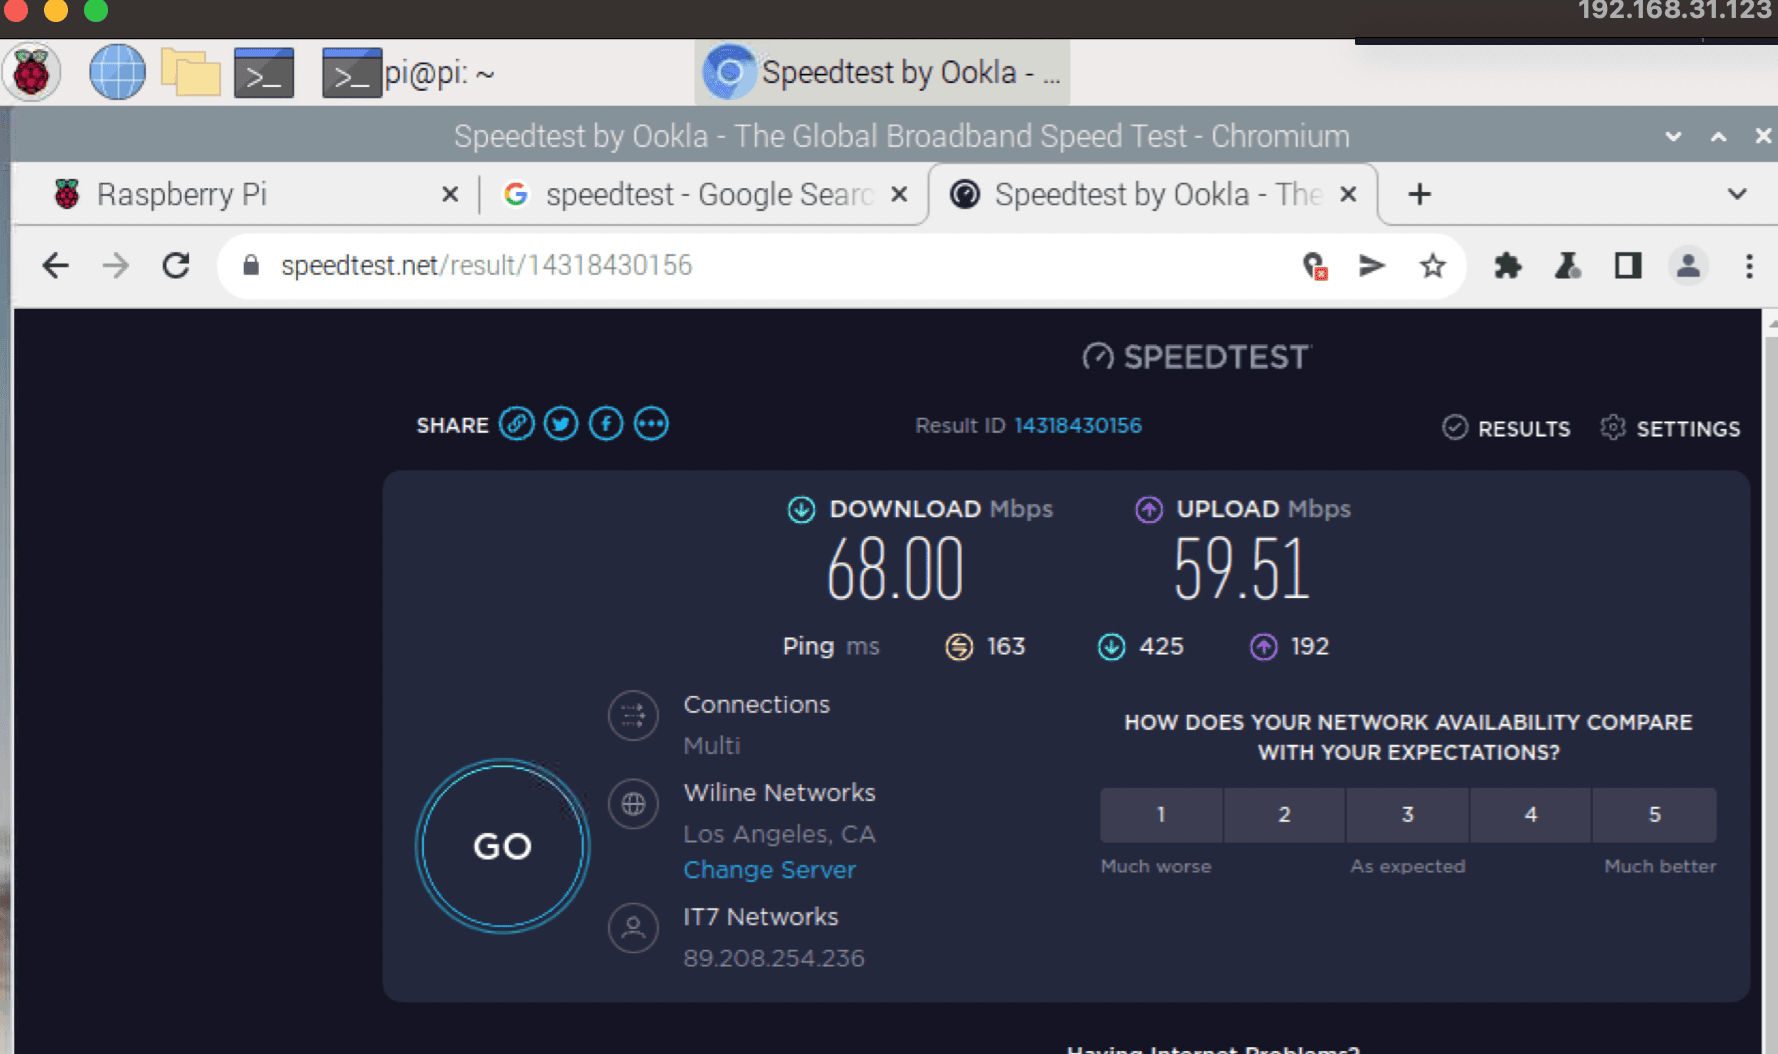 192.168.31.123
pi@pi: ~
Speedtest by Ookla - ...
Speedtest by Ookla - The Global Broadband Speed Test - Chromium
Raspberry Pi
speedtest - Google Searc
Speedtest by Ookla - The
speedtest.net/result/14318430156
SPEEDTEST
SHARE
Result ID 14318430156
RESULTS
SETTINGS
DOWNLOAD Mbps
UPLOAD Mbps
68.00
59.51
Ping ms
163
425
192
Connections
Multi
Wiline Networks
Los Angeles, CA
Change Server
IT7 Networks
89.208.254.236
GO
HOW DOES YOUR NETWORK AVAILABILITY COMPARE
WITH YOUR EXPECTATIONS?
1 2 3 4 5
Much worse
As expected
Much better
Having Internet Problems?